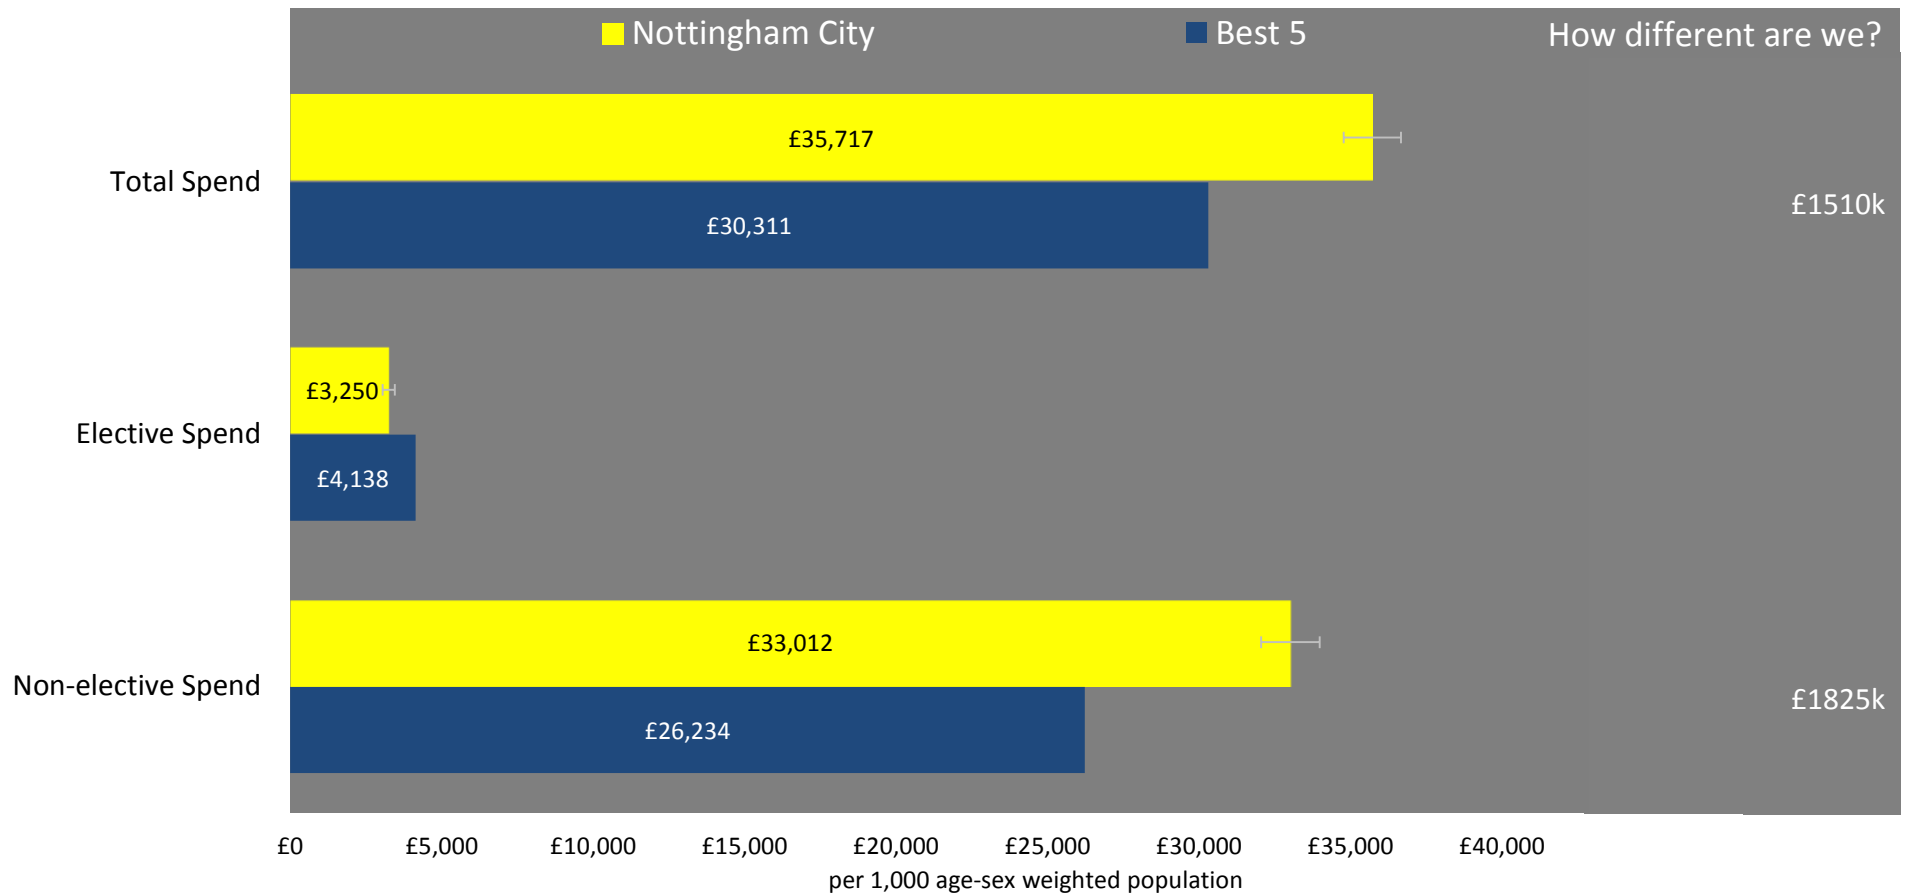 Nottingham City
Best 5
How different are we?
Total Spend
£35,717
£30,311
£1510k
Elective Spend
£3,250
£4,138
Non-elective Spend
£33,012
£26,234
£1825k
£0 £5,000 £10,000 £15,000 £20,000 £25,000 £30,000 £35,000 £40,000
per 1,000 age-sex weighted population